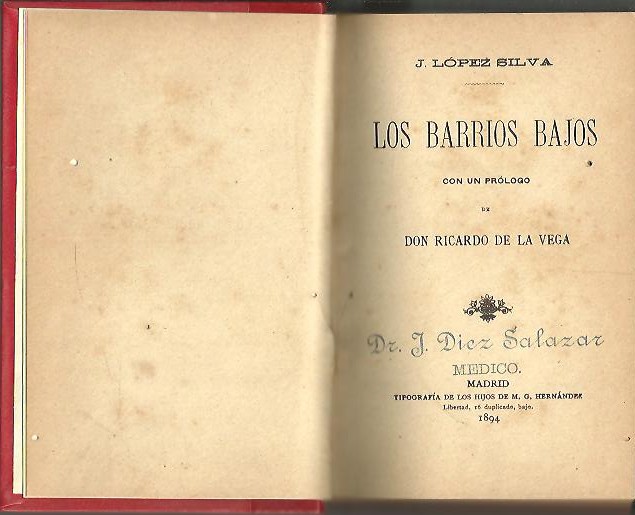 J. LÓPEZ SILVA
LOS BARRIOS BAJOS
CON UN PRÓLOGO
DE
DON RICARDO DE LA VEGA
Dr. J. Diez Salazar
MEDICO.
MADRID
TIPOGRAFÍA DE LOS HIJOS DE M. G. HERNÁNDEZ
Libertad, 16 duplicado, bajo.
1894